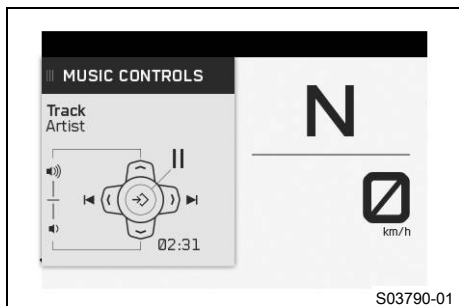 MUSIC CONTROLS
Track
Artist
02:31
N
0
km/h
S03790-01